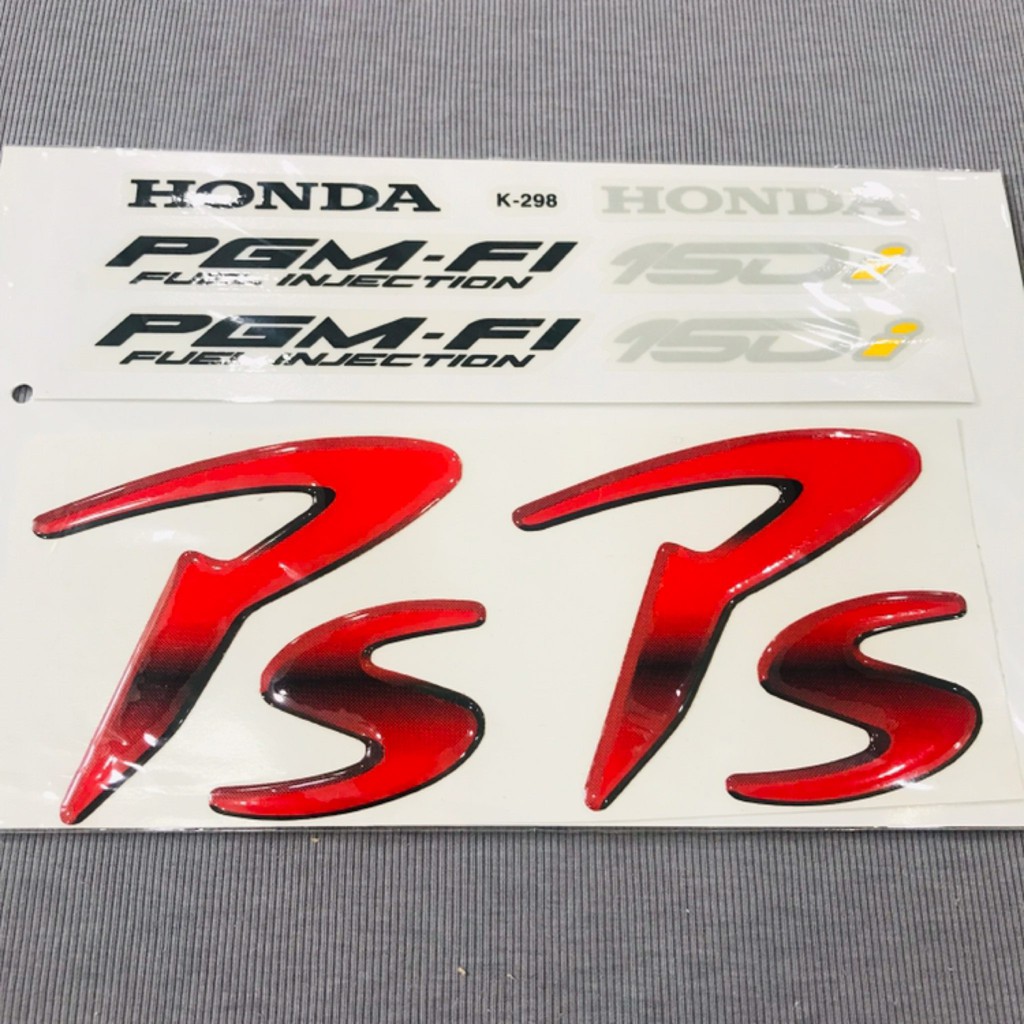 HONDA K-298 HONDA
PGM-FI 150i
FUEL INJECTION
PGM-FI 150i
FUEL INJECTION
PS PS